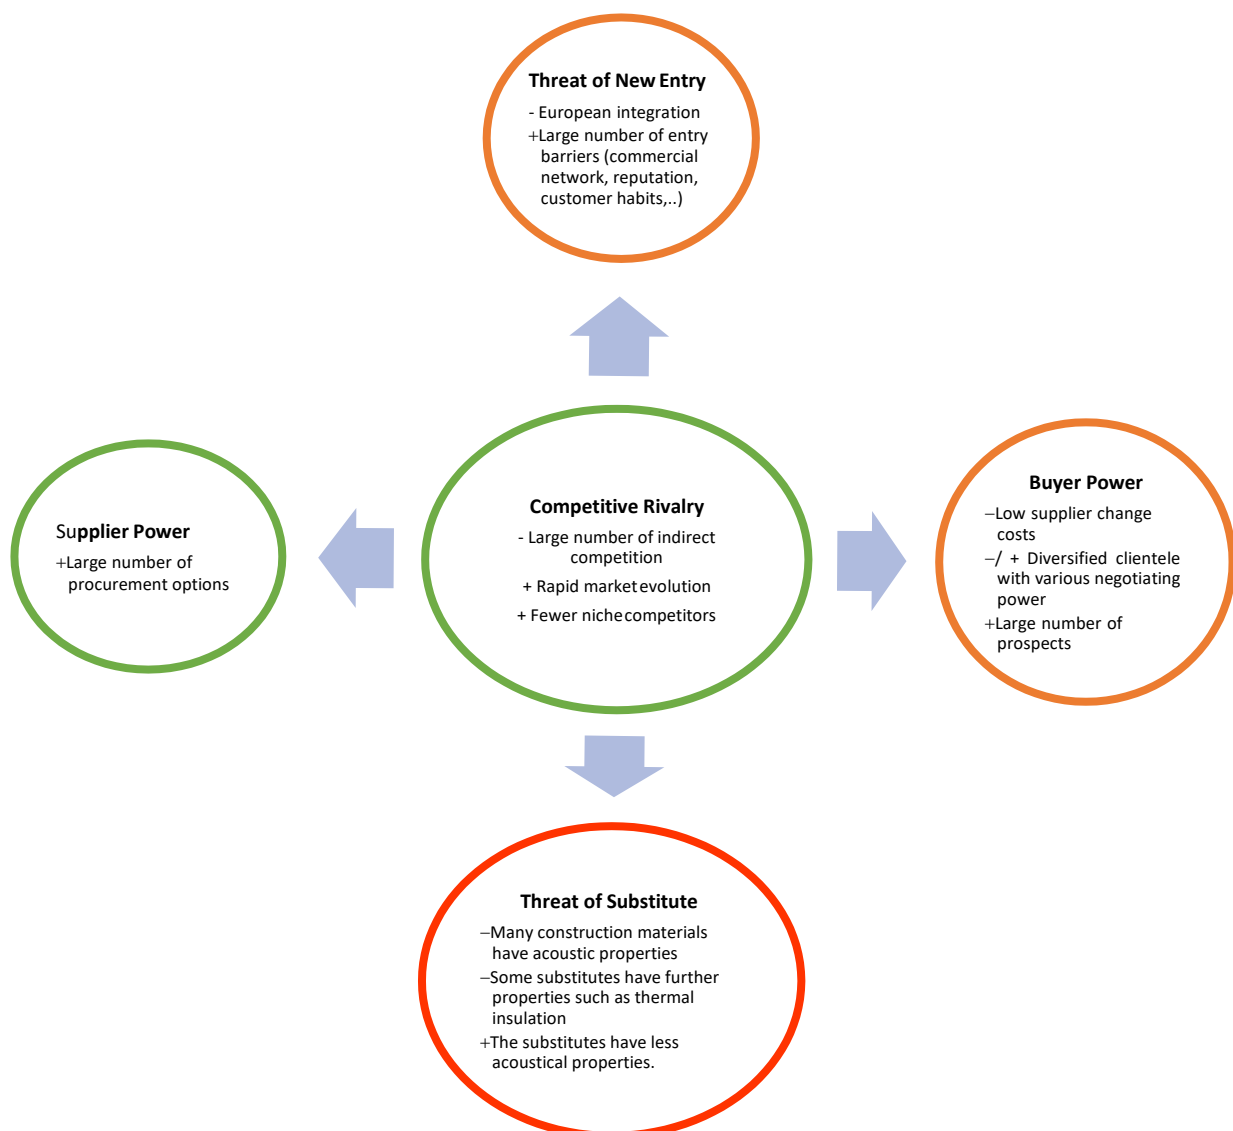 Threat of New Entry
- European integration
+Large number of entry
barriers (commercial
network, reputation,
customer habits,..)
Supplier Power
+Large number of
procurement options
Competitive Rivalry
- Large number of indirect
competition
+ Rapid market evolution
+ Fewer niche competitors
Buyer Power
−Low supplier change
costs
−/ + Diversified clientele
with various negotiating
power
+Large number of
prospects
Threat of Substitute
−Many construction materials
have acoustic properties
−Some substitutes have further
properties such as thermal
insulation
+The substitutes have less
acoustical properties.